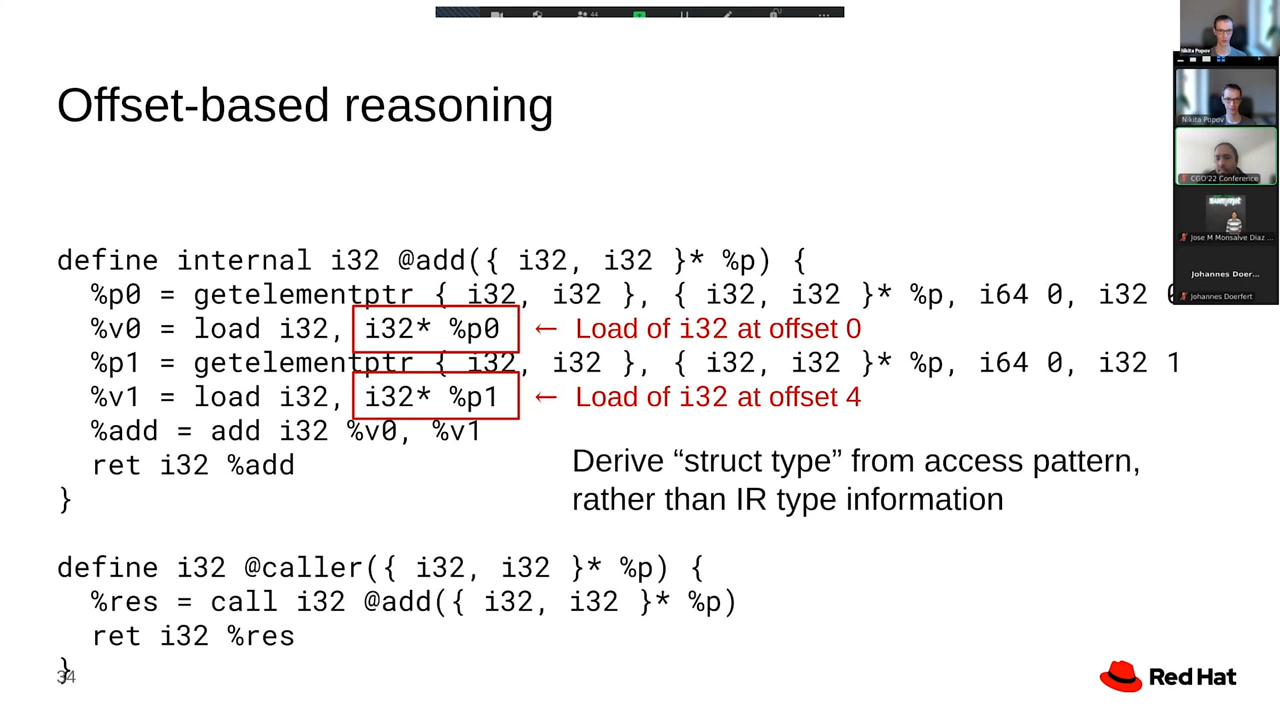 44
Nikita Popov
Offset-based reasoning
Nikita Popov
CGO'22 Conference
Jose M Monsalve Diaz ...
Johannes Doer...
Johannes Doerfert
define internal i32 @add({ i32, i32 }* %p) {
%p0 = getelementptr { i32, i32 }, { i32, i32 }* %p, i64 0, i32 0
%v0 = load i32, i32* %p0 ← Load of i32 at offset 0
%p1 = getelementptr { i32, i32 }, { i32, i32 }* %p, i64 0, i32 1
%v1 = load i32, i32* %p1 ← Load of i32 at offset 4
%add = add i32 %v0, %v1
ret i32 %add
}
Derive “struct type” from access pattern,
rather than IR type information
define i32 @caller({ i32, i32 }* %p) {
%res = call i32 @add({ i32, i32 }* %p)
ret i32 %res
}
34
Red Hat